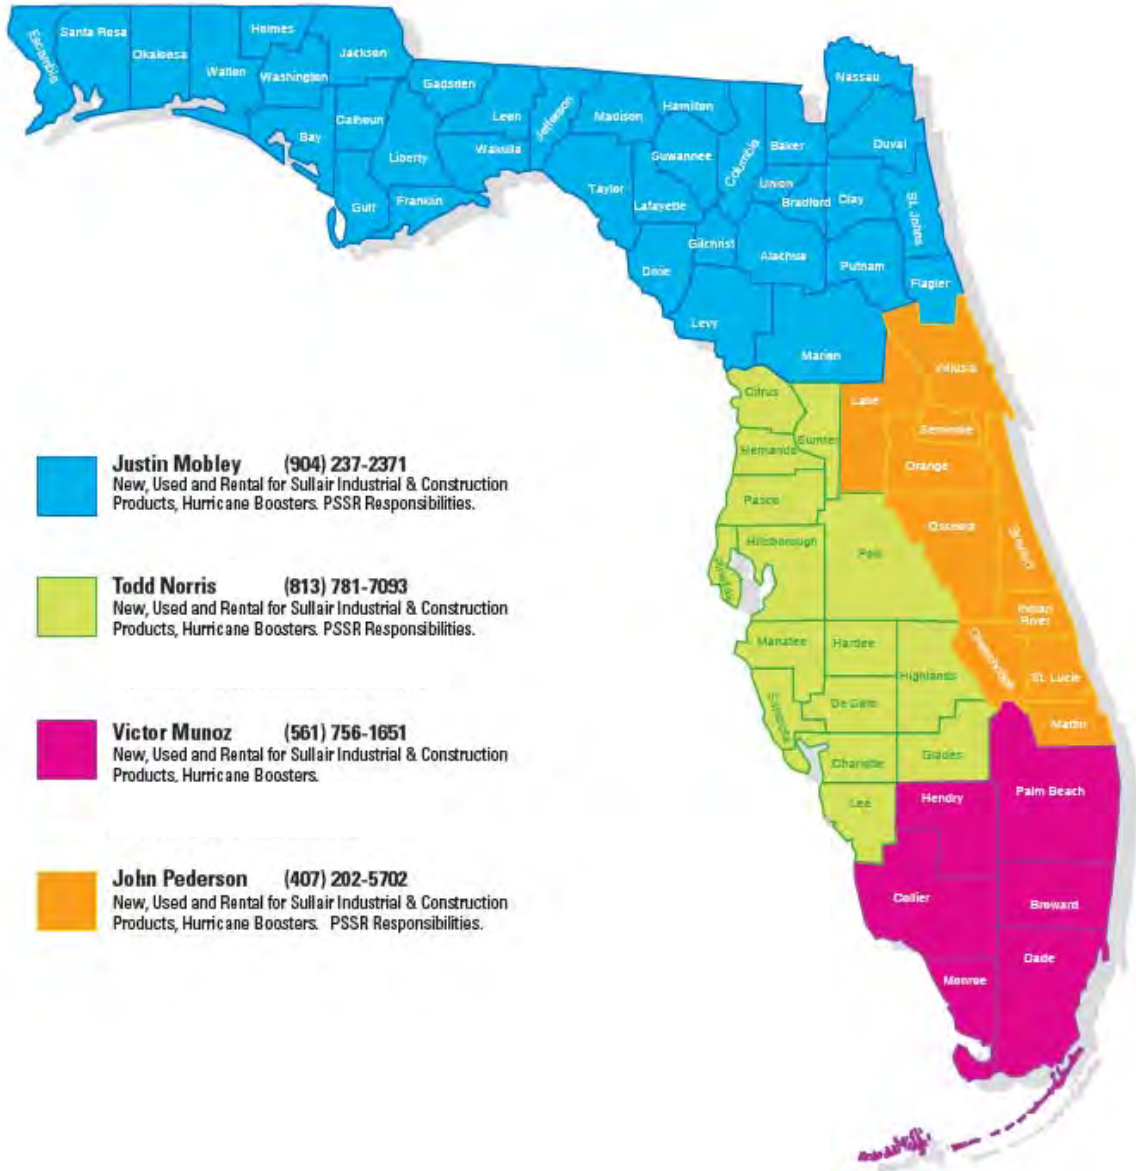 Escambia
Santa Rosa
Okaloosa
Walton
Holmes
Washington
Jackson
Bay
Calhoun
Gulf
Liberty
Gadsden
Franklin
Leon
Wakulla
Jefferson
Madison
Taylor
Hamilton
Suwannee
Lafayette
Columbia
Baker
Union
Bradford
Nassau
Duval
Clay
St. Johns
Gilchrist
Dixie
Alachua
Putnam
Flagler
Levy
Marion
Citrus
Sumter
Lake
Volusia
Hernando
Seminole
Orange
Pasco
Hillsborough
Polk
Osceola
Indian
River
Manatee
Hardee
Highlands
Okeechobee
St. Lucie
De Soto
Sarasota
Martin
Charlotte
Glades
Lee
Hendry
Palm Beach
Collier
Broward
Dade
Monroe
Justin Mobley (904) 237-2371
New, Used and Rental for Sullair Industrial & Construction
Products, Hurricane Boosters. PSSR Responsibilities.
Todd Norris (813) 781-7093
New, Used and Rental for Sullair Industrial & Construction
Products, Hurricane Boosters. PSSR Responsibilities.
Victor Munoz (561) 756-1651
New, Used and Rental for Sullair Industrial & Construction
Products, Hurricane Boosters.
John Pederson (407) 202-5702
New, Used and Rental for Sullair Industrial & Construction
Products, Hurricane Boosters. PSSR Responsibilities.